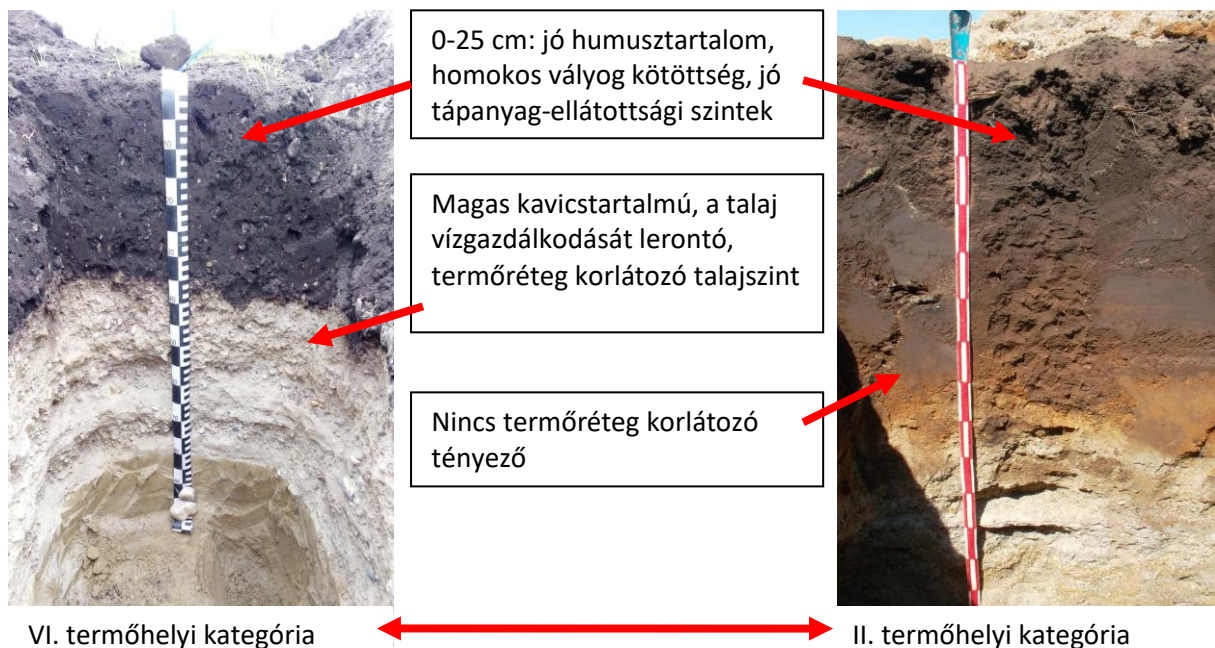 0-25 cm: jó humusztartalom,
homokos vályog kötöttség, jó
tápanyag-ellátottsági szintek
Magas kavicstartalmú, a talaj
vízgazdálkodását lerontó,
termőréteg korlátozó talajszint
Nincs termőréteg korlátozó
tényező
VI. termőhelyi kategória
II. termőhelyi kategória